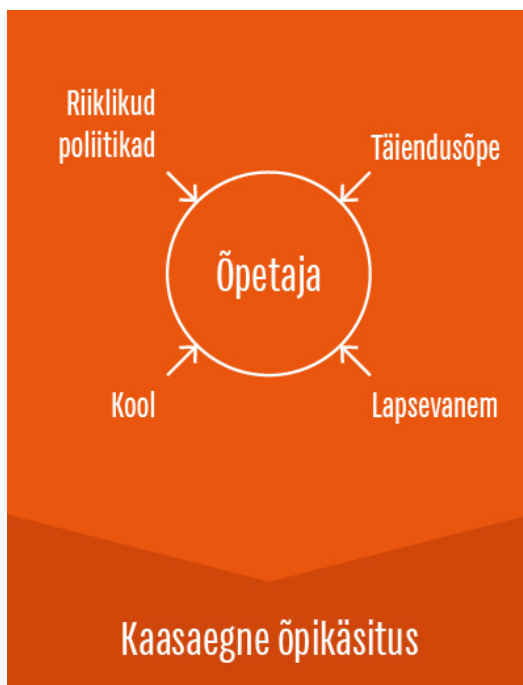 Riiklikud
poliitikad
Täiendusõpe
Õpetaja
Kool
Lapsevanem
Kaasaegne õpikäsitus